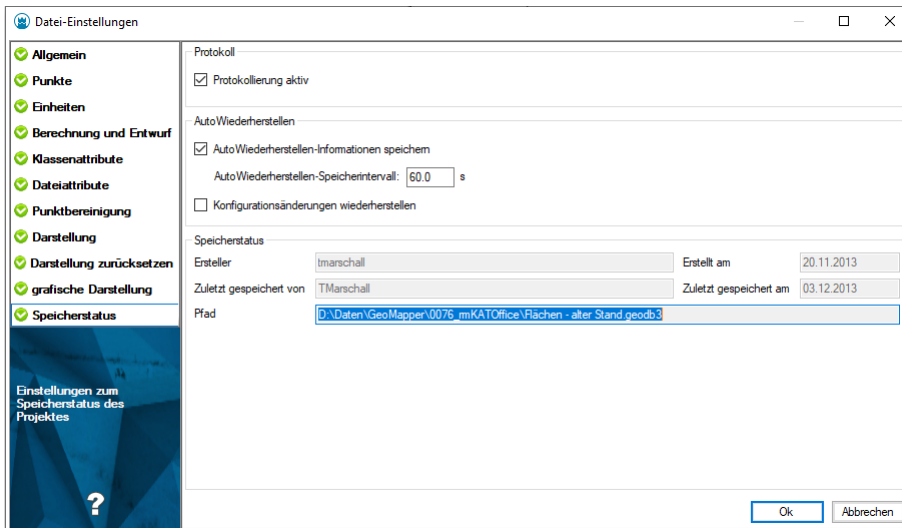 Datei-Einstellungen
Allgemein
Punkte
Einheiten
Berechnung und Entwurf
Klassenattribute
Dateiattribute
Punktbereinigung
Darstellung
Darstellung zurücksetzen
grafische Darstellung
Speicherstatus
Einstellungen zum
Speicherstatus des
Projektes
?
Protokoll
Protokollierung aktiv
AutoWiederherstellen
AutoWiederherstellen-Informationen speichern
AutoWiederherstellen-Speicherintervall: 60.0 s
Konfigurationsänderungen wiederherstellen
Speicherstatus
Ersteller tmarschall Erstellt am 20.11.2013
Zuletzt gespeichert von TMarschall Zuletzt gespeichert am 03.12.2013
Pfad D:\Daten\GeoMapper\0076_rmKATOffice\Flächen - alter Stand.geodb3
Ok Abbrechen